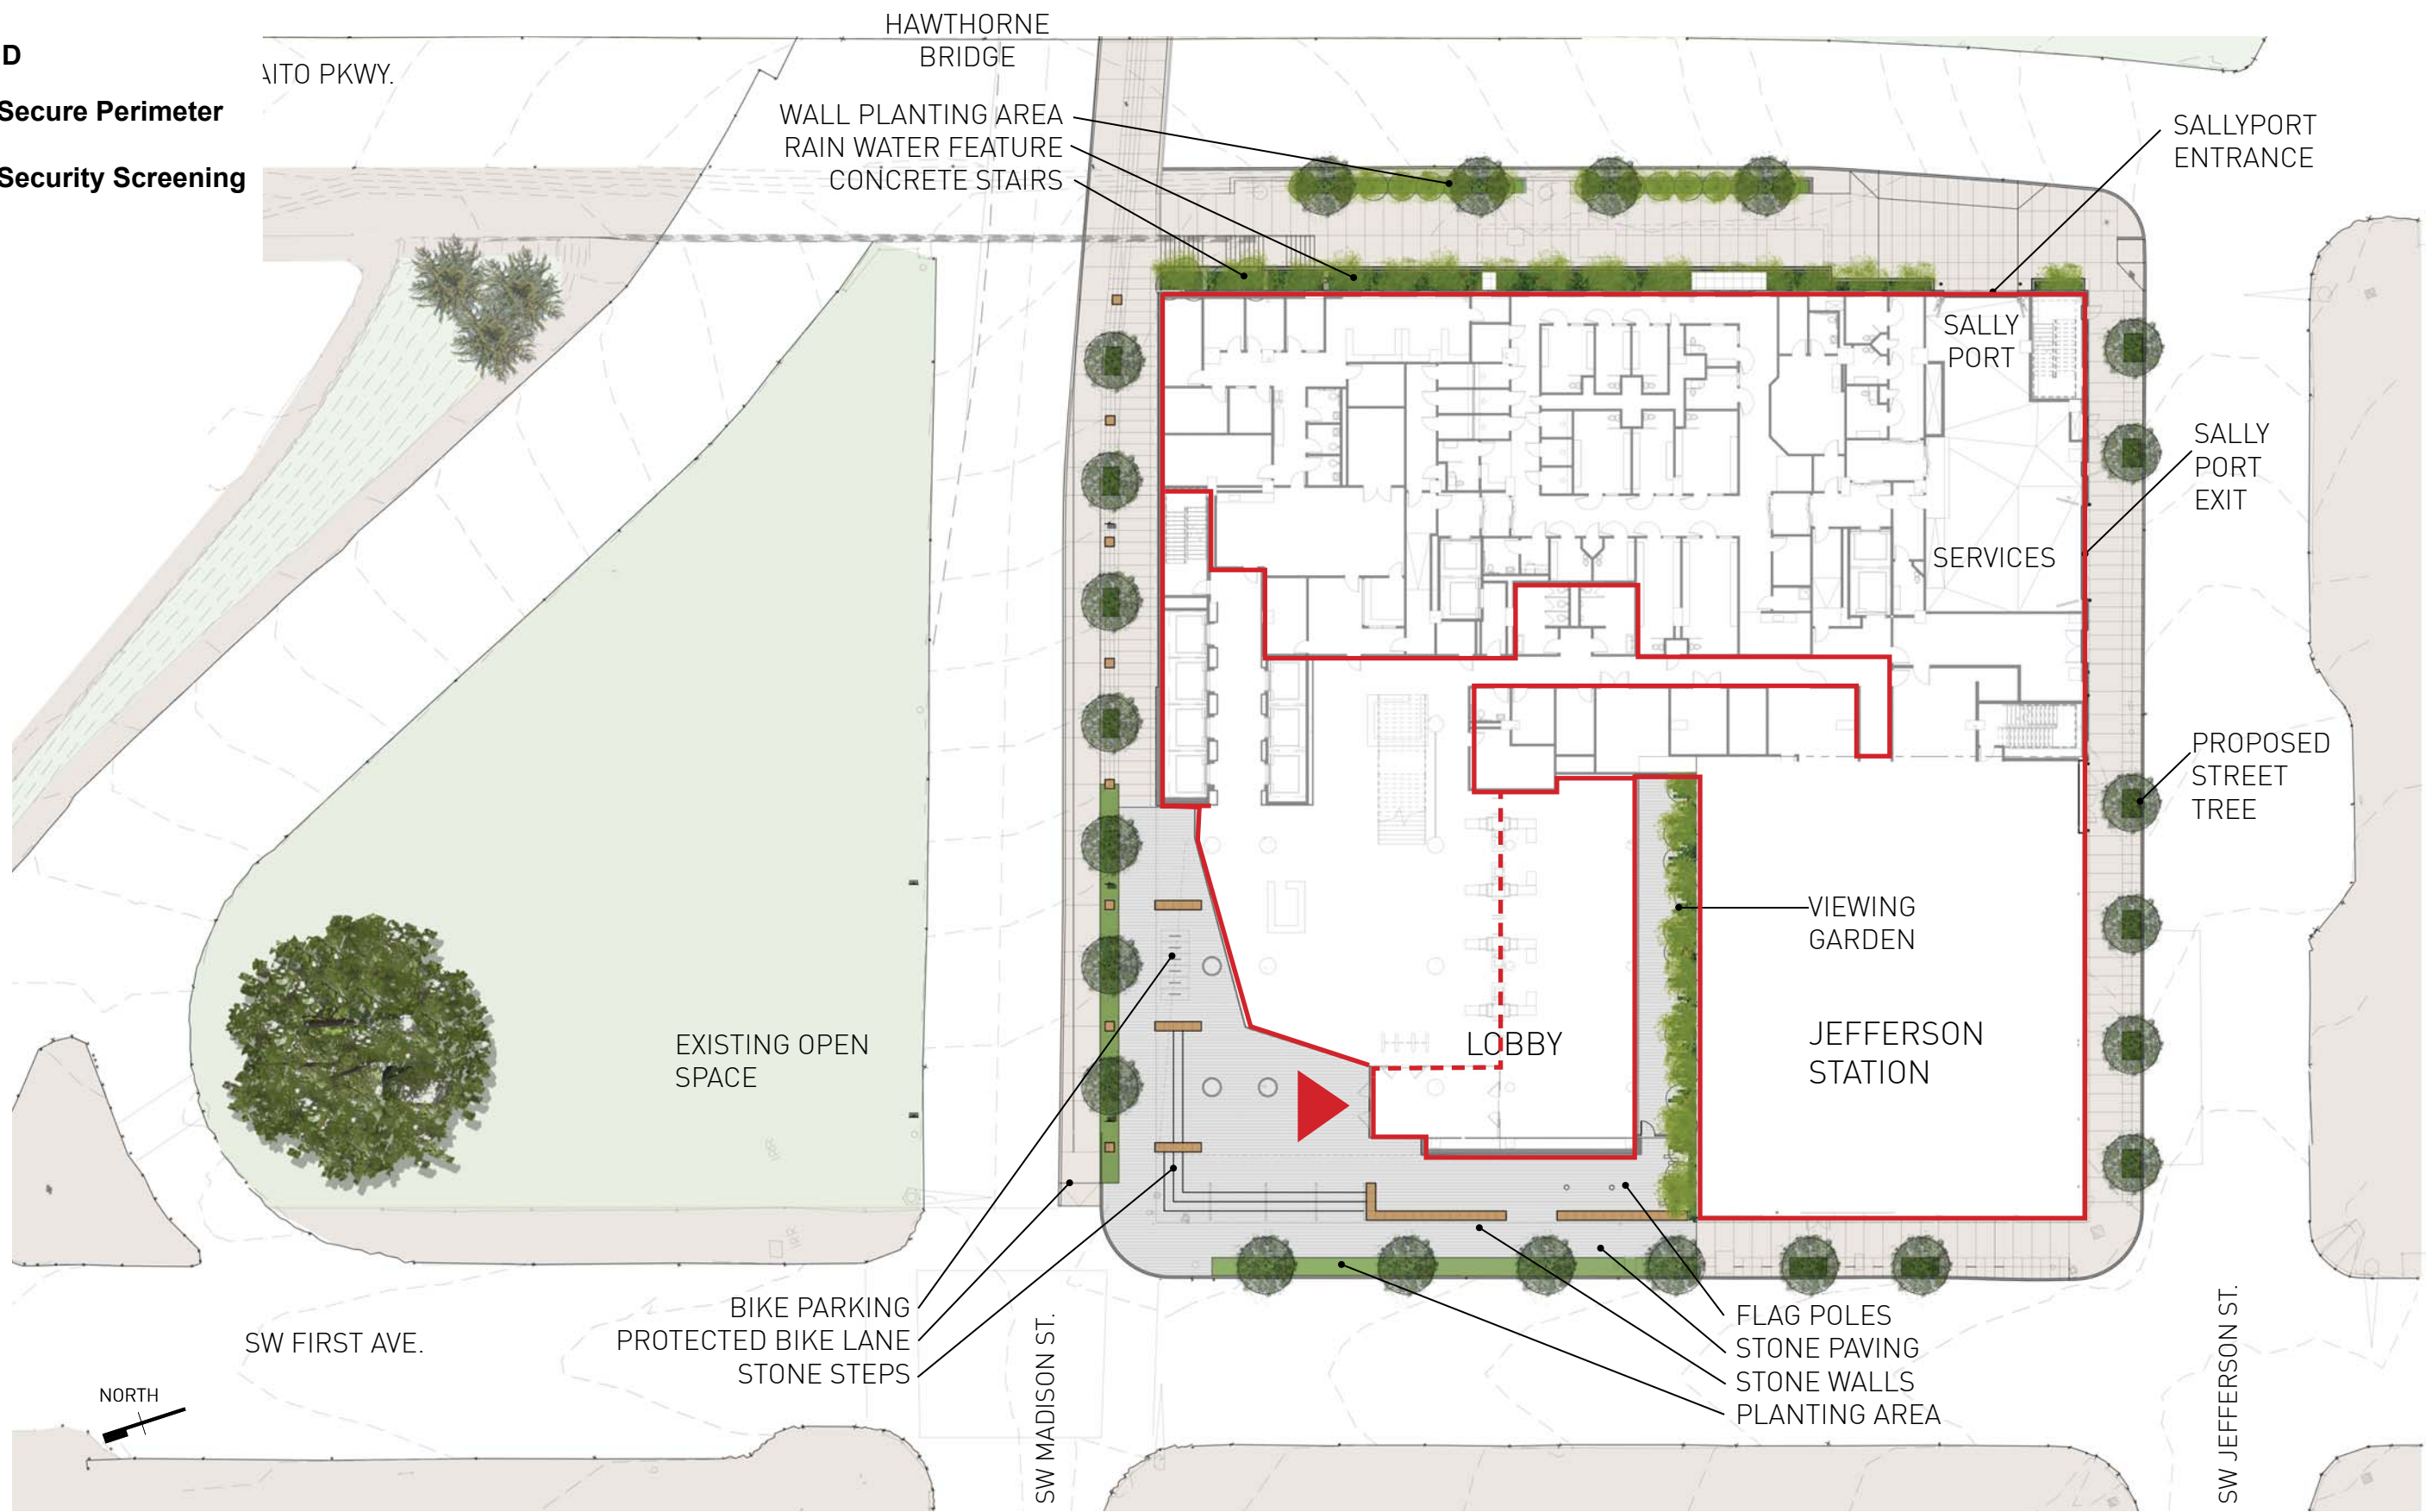 D
Secure Perimeter
Security Screening
AITO PKWY.
HAWTHORNE
BRIDGE
WALL PLANTING AREA
RAIN WATER FEATURE
CONCRETE STAIRS
SALLYPORT
ENTRANCE
SALLY
PORT
SALLY
PORT
EXIT
SERVICES
PROPOSED
STREET
TREE
VIEWING
GARDEN
JEFFERSON
STATION
LOBBY
EXISTING OPEN
SPACE
BIKE PARKING
PROTECTED BIKE LANE
STONE STEPS
FLAG POLES
STONE PAVING
STONE WALLS
PLANTING AREA
SW FIRST AVE.
NORTH
SW MADISON ST.
SW JEFFERSON ST.